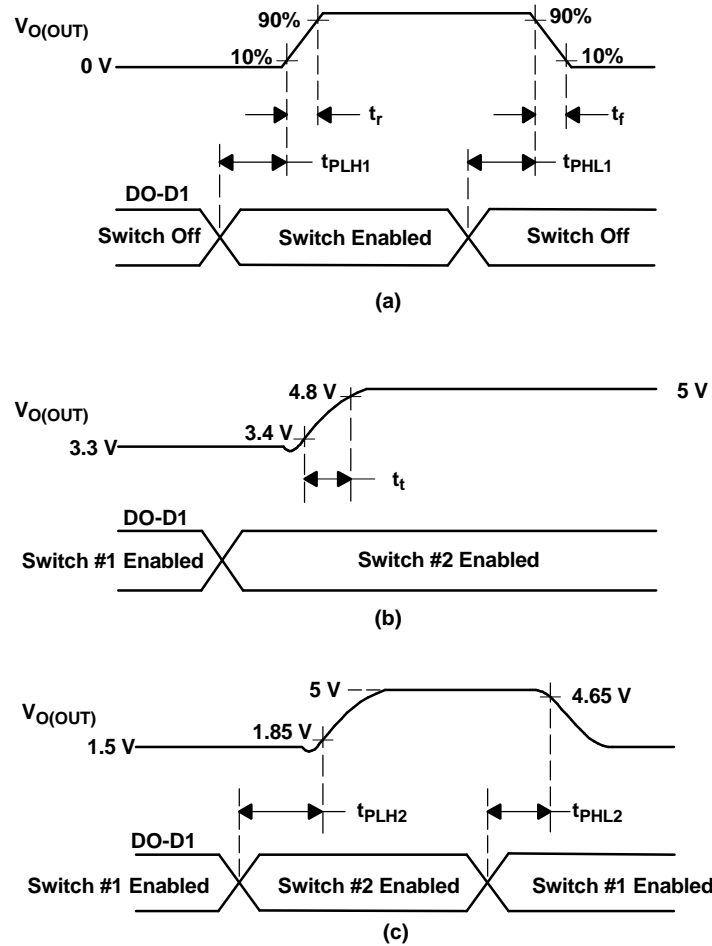 V_O(OUT)
90%
90%
10%
10%
0 V
t_r
t_f
t_PLH1
t_PHL1
DO-D1
Switch Off
Switch Enabled
Switch Off
(a)
4.8 V
5 V
V_O(OUT)
3.4 V
3.3 V
t_t
DO-D1
Switch #1 Enabled
Switch #2 Enabled
(b)
5 V
4.65 V
V_O(OUT)
1.85 V
1.5 V
t_PLH2
t_PHL2
DO-D1
Switch #1 Enabled
Switch #2 Enabled
Switch #1 Enabled
(c)